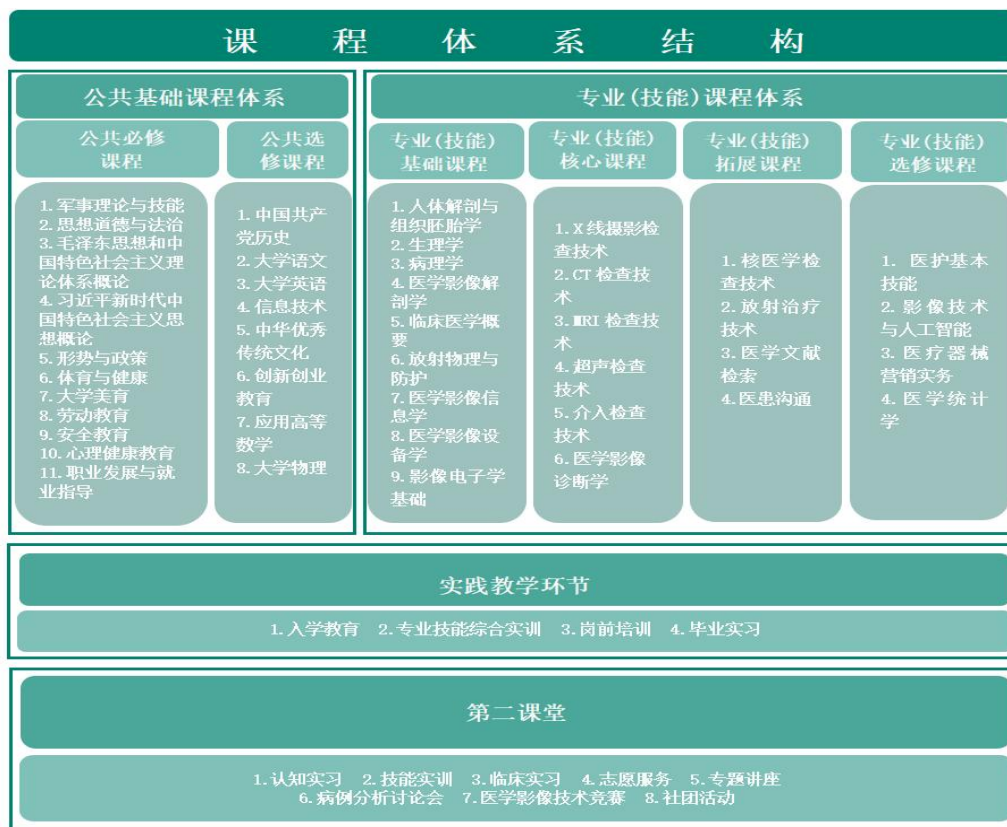 课程体系结构
公共基础课程体系
公共必修
课程
1.军事理论与技能
2.思想道德与法治
3.毛泽东思想和中
国特色社会主义理
论体系概论
4.习近平新时代中
国特色社会主义思
想概论
5.形势与政策
6.体育与健康
7.大学美育
8.劳动教育
9.安全教育
10.心理健康教育
11.职业发展与就
业指导
公共选
修课程
1.中国共产
党历史
2.大学语文
3.大学英语
4.信息技术
5.中华优秀
传统文化
6.创新创业
教育
7.应用高等
数学
8.大学物理
专业(技能)课程体系
专业(技能)
基础课程
1.人体解剖与
组织胚胎学
2.生理学
3.病理学
4.医学影像解
剖学
5.临床医学概
要
6.放射物理与
防护
7.医学影像信
息学
8.医学影像设
备学
9.影像电子学
基础
专业(技能)
核心课程
1.X线摄影检
查技术
2.CT检查技
术
3.MRI检查技
术
4.超声检查
技术
5.介入检查
技术
6.医学影像
诊断学
专业(技能)
拓展课程
1.核医学检
查技术
2.放射治疗
技术
3.医学文献
检索
4.医患沟通
专业(技能)
选修课程
1. 医护基本
技能
2.影像技术
与人工智能
3.医疗器械
营销实务
4.医学统计
学
实践教学环节
1.入学教育 2.专业技能综合实训 3.岗前培训 4.毕业实习
第二课堂
1.认知实习 2.技能实训 3.临床实习 4.志愿服务 5.专题讲座
6.病例分析讨论会 7.医学影像技术竞赛 8.社团活动